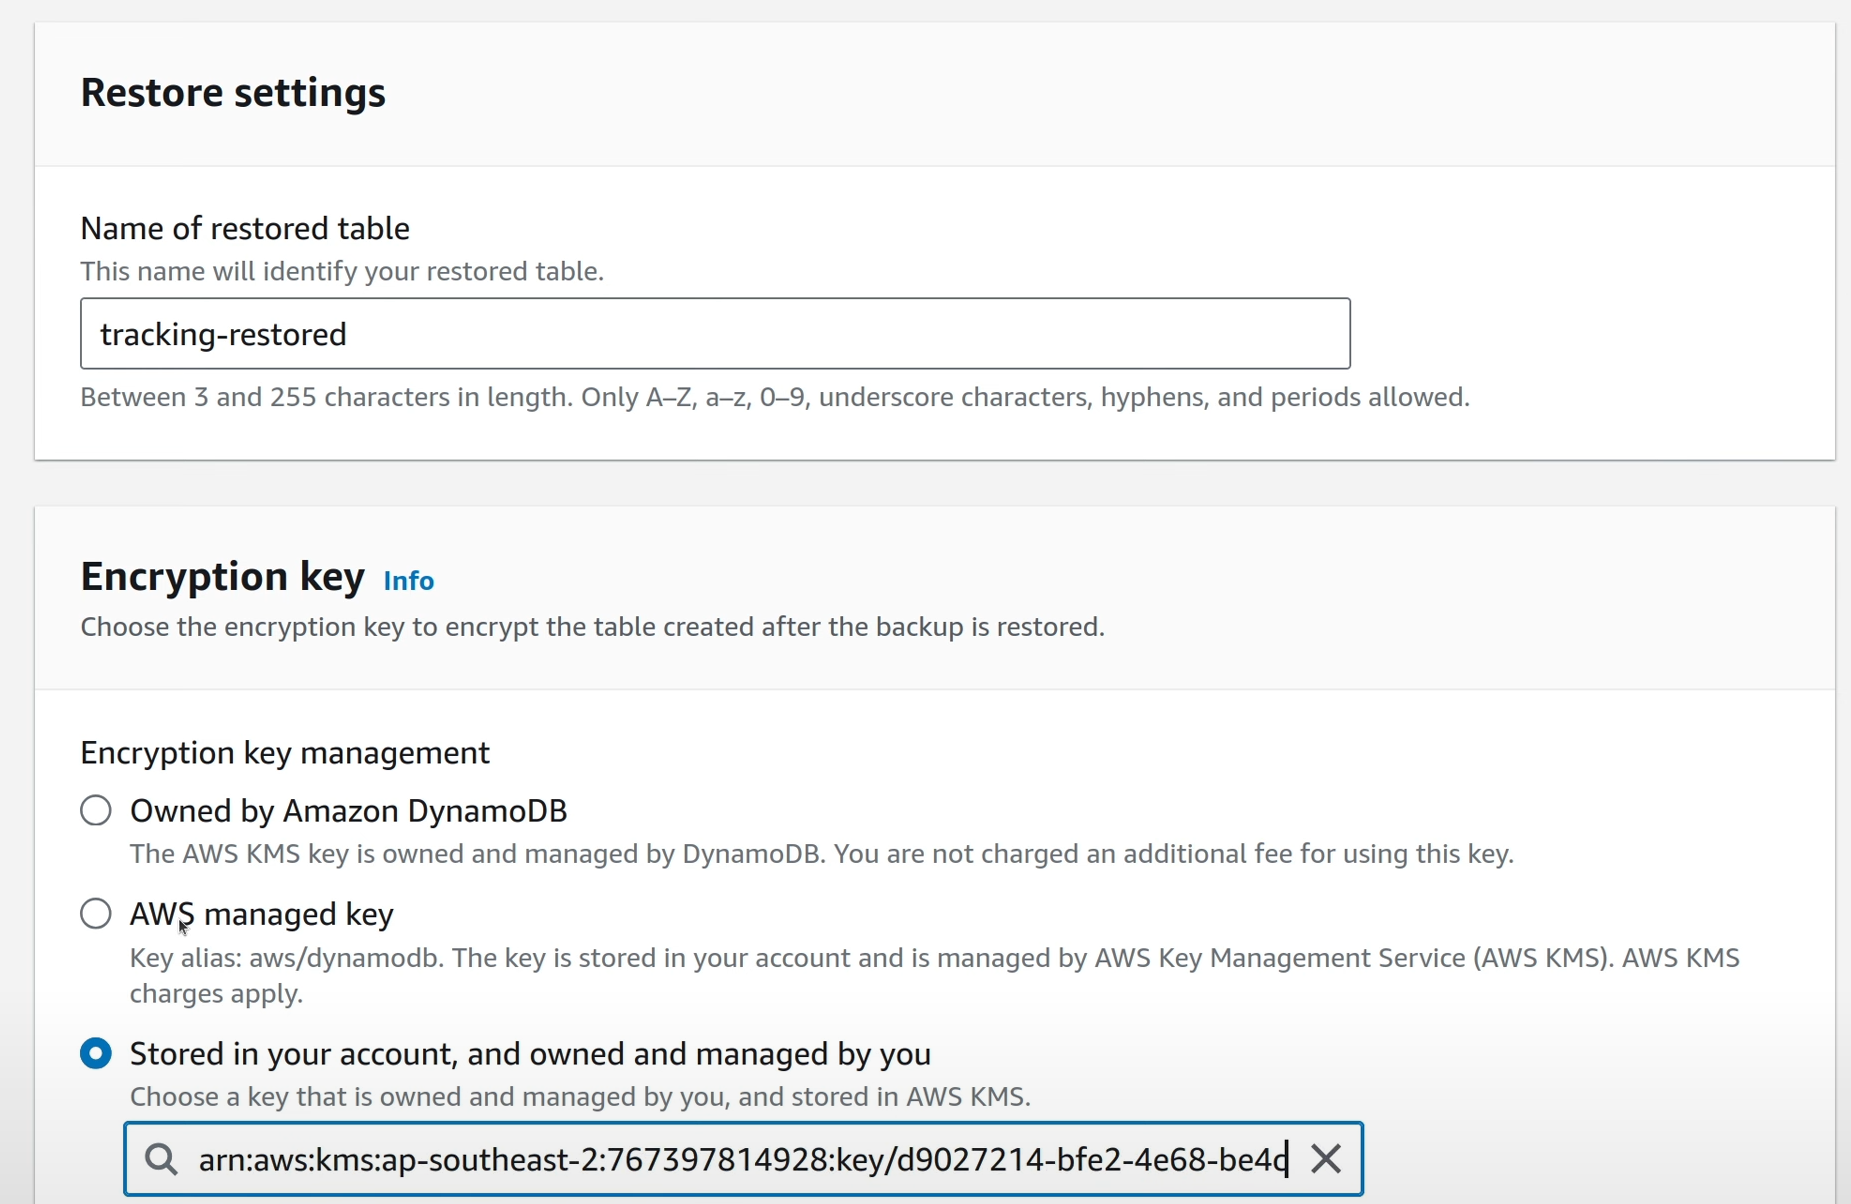 Restore settings
Name of restored table
This name will identify your restored table.
tracking-restored
Between 3 and 255 characters in length. Only A–Z, a–z, 0–9, underscore characters, hyphens, and periods allowed.
Encryption key Info
Choose the encryption key to encrypt the table created after the backup is restored.
Encryption key management
Owned by Amazon DynamoDB
The AWS KMS key is owned and managed by DynamoDB. You are not charged an additional fee for using this key.
AWS managed key
Key alias: aws/dynamodb. The key is stored in your account and is managed by AWS Key Management Service (AWS KMS). AWS KMS
charges apply.
Stored in your account, and owned and managed by you
Choose a key that is owned and managed by you, and stored in AWS KMS.
arn:aws:kms:ap-southeast-2:767397814928:key/d9027214-bfe2-4e68-be4d